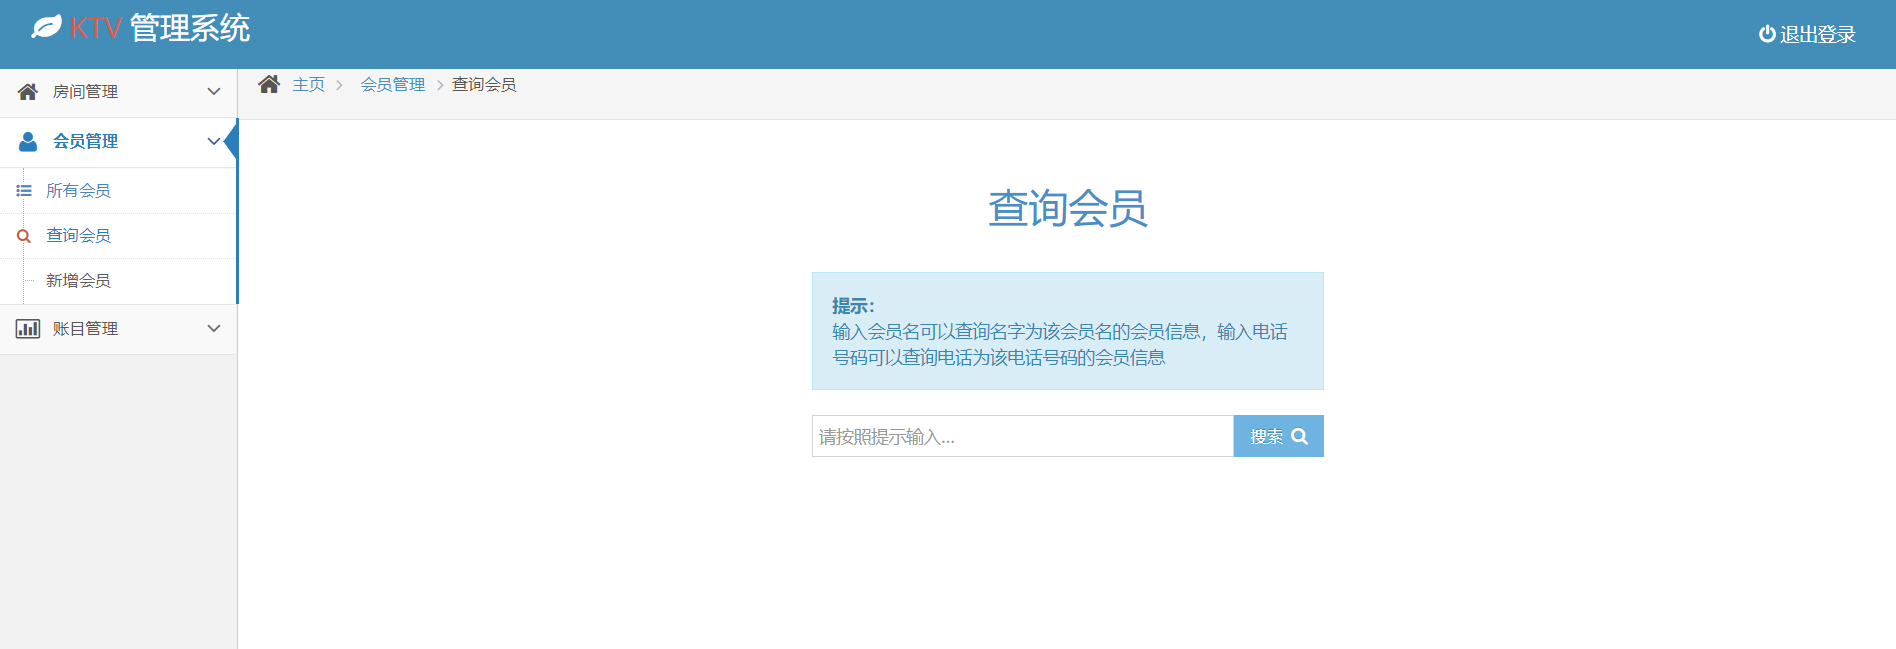 KTV 管理系统
退出登录
主页 会员管理 查询会员
房间管理
会员管理
所有会员
查询会员
新增会员
账目管理
查询会员
提示：
输入会员名可以查询名字为该会员名的会员信息，输入电话
号码可以查询电话为该电话号码的会员信息
请按照提示输入...
搜索